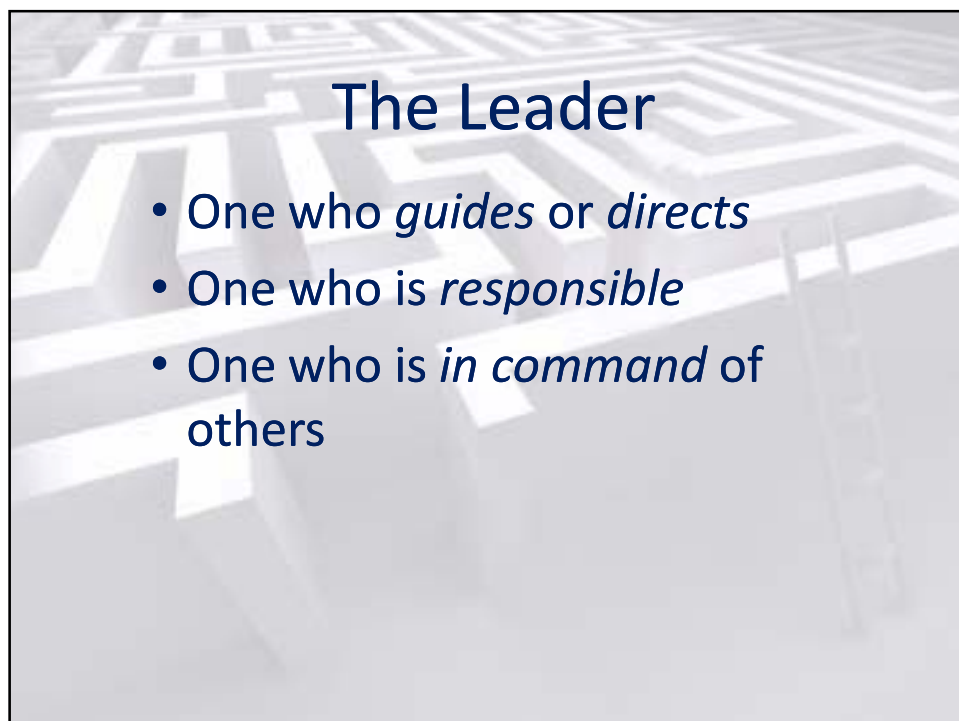 The Leader
• One who guides or directs
• One who is responsible
• One who is in command of
others